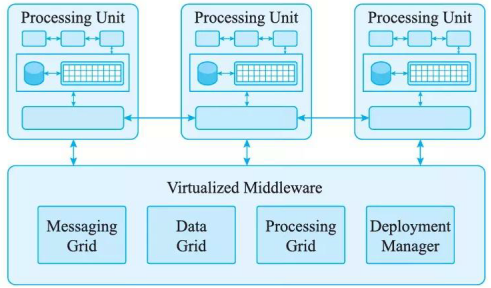 Processing Unit
Processing Unit
Processing Unit
Virtualized Middleware
Messaging
Grid
Data
Grid
Processing
Grid
Deployment
Manager